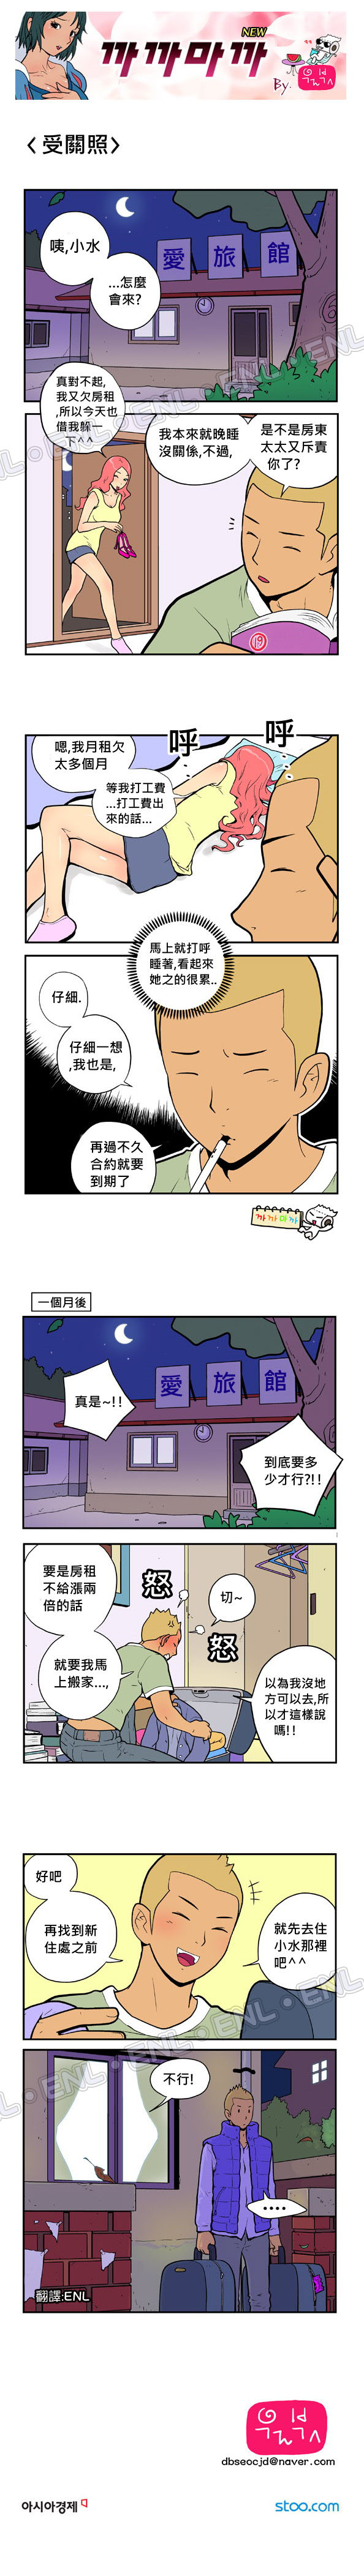 NEW
까까마까
By.
<受關照>
咦,小水
...怎麼
會來?
愛旅館
真對不起,
我又欠房租
,所以今天也
借我躲一
下^^
我本來就晚睡
沒關係,不過,
是不是房東
太太又斥責
你了?
19
嗯,我月租欠
太多個月
等我打工費
...打工費出
來的話...
呼
呼
馬上就打呼
睡著,看起來
她之的很累..
仔細.
仔細一想
,我也是,
再過不久
合約就要
到期了
까까마까
一個月後
真是~!!
愛旅館
到底要多
少才行?!!
要是房租
不給漲兩
倍的話
怒
切~
怒
就要我馬
上搬家...,
以為我沒地
方可以去,所
以才這樣說
嗎!!
好吧
再找到新
住處之前
就先去住
小水那裡
吧^^
不行!
....
翻譯:ENL
dbseocjd@naver.com
아시아경제
stoo.com